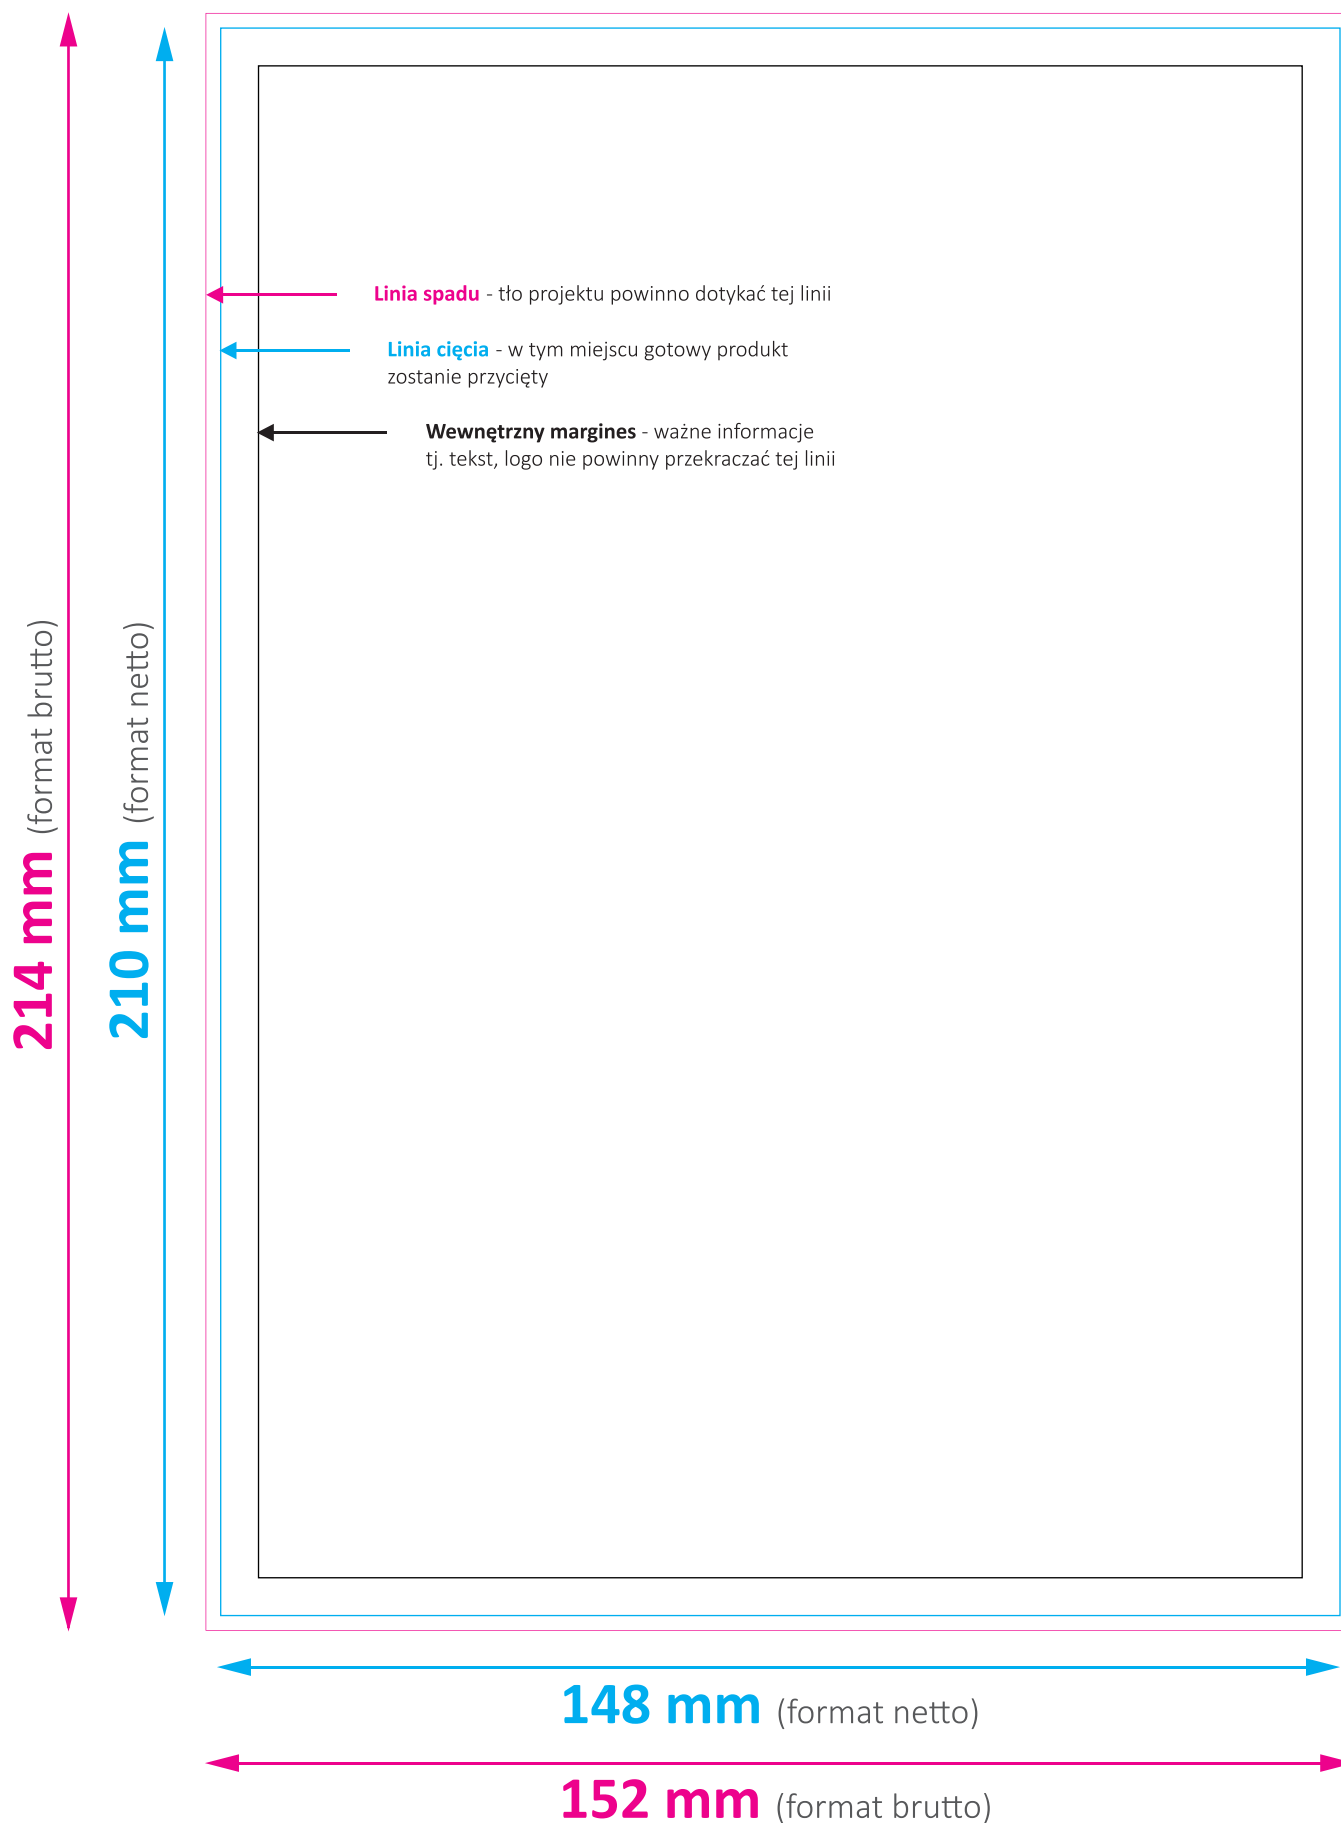 Linia spadu - tło projektu powinno dotykać tej linii
Linia cięcia - w tym miejscu gotowy produkt
zostanie przycięty
Wewnętrzny margines - ważne informacje
tj. tekst, logo nie powinny przekraczać tej linii
214 mm (format brutto)
210 mm (format netto)
148 mm (format netto)
152 mm (format brutto)